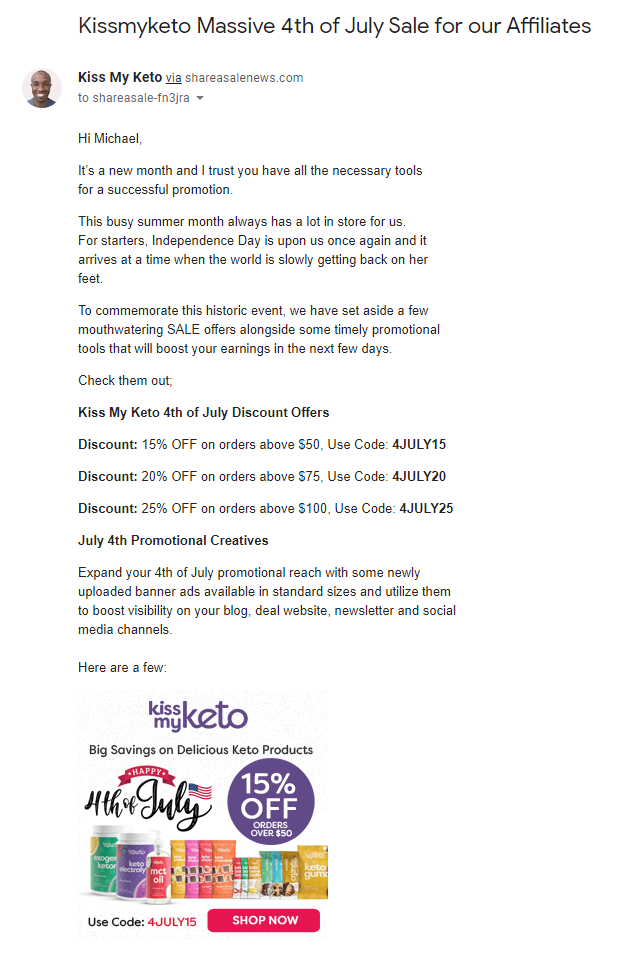 Kissmyketo Massive 4th of July Sale for our Affiliates
Kiss My Keto via shareasalenews.com
to shareasale-fn3jra
Hi Michael,
It's a new month and I trust you have all the necessary tools
for a successful promotion.
This busy summer month always has a lot in store for us.
For starters, Independence Day is upon us once again and it
arrives at a time when the world is slowly getting back on her
feet.
To commemorate this historic event, we have set aside a few
mouthwatering SALE offers alongside some timely promotional
tools that will boost your earnings in the next few days.
Check them out;
Kiss My Keto 4th of July Discount Offers
Discount: 15% OFF on orders above $50, Use Code: 4JULY15
Discount: 20% OFF on orders above $75, Use Code: 4JULY20
Discount: 25% OFF on orders above $100, Use Code: 4JULY25
July 4th Promotional Creatives
Expand your 4th of July promotional reach with some newly
uploaded banner ads available in standard sizes and utilize them
to boost visibility on your blog, deal website, newsletter and social
media channels.
Here are a few:
kiss
my keto
Big Savings on Delicious Keto Products
HAPPY
4th of July
15%
OFF
ORDERS
OVER $50
keto
mct
oil
keto
Use Code: 4JULY15
SHOP NOW